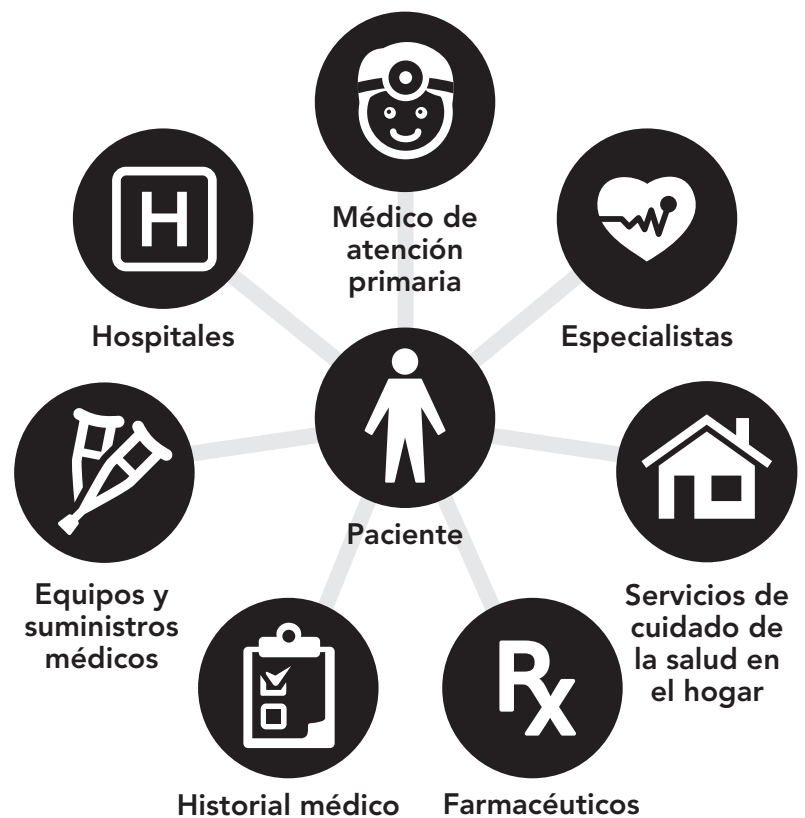 Médico de
atención
primaria
H
Hospitales
Especialistas
Paciente
Equipos y
suministros
médicos
Servicios de
cuidado de
la salud en
el hogar
Rx
Historial médico
Farmacéuticos